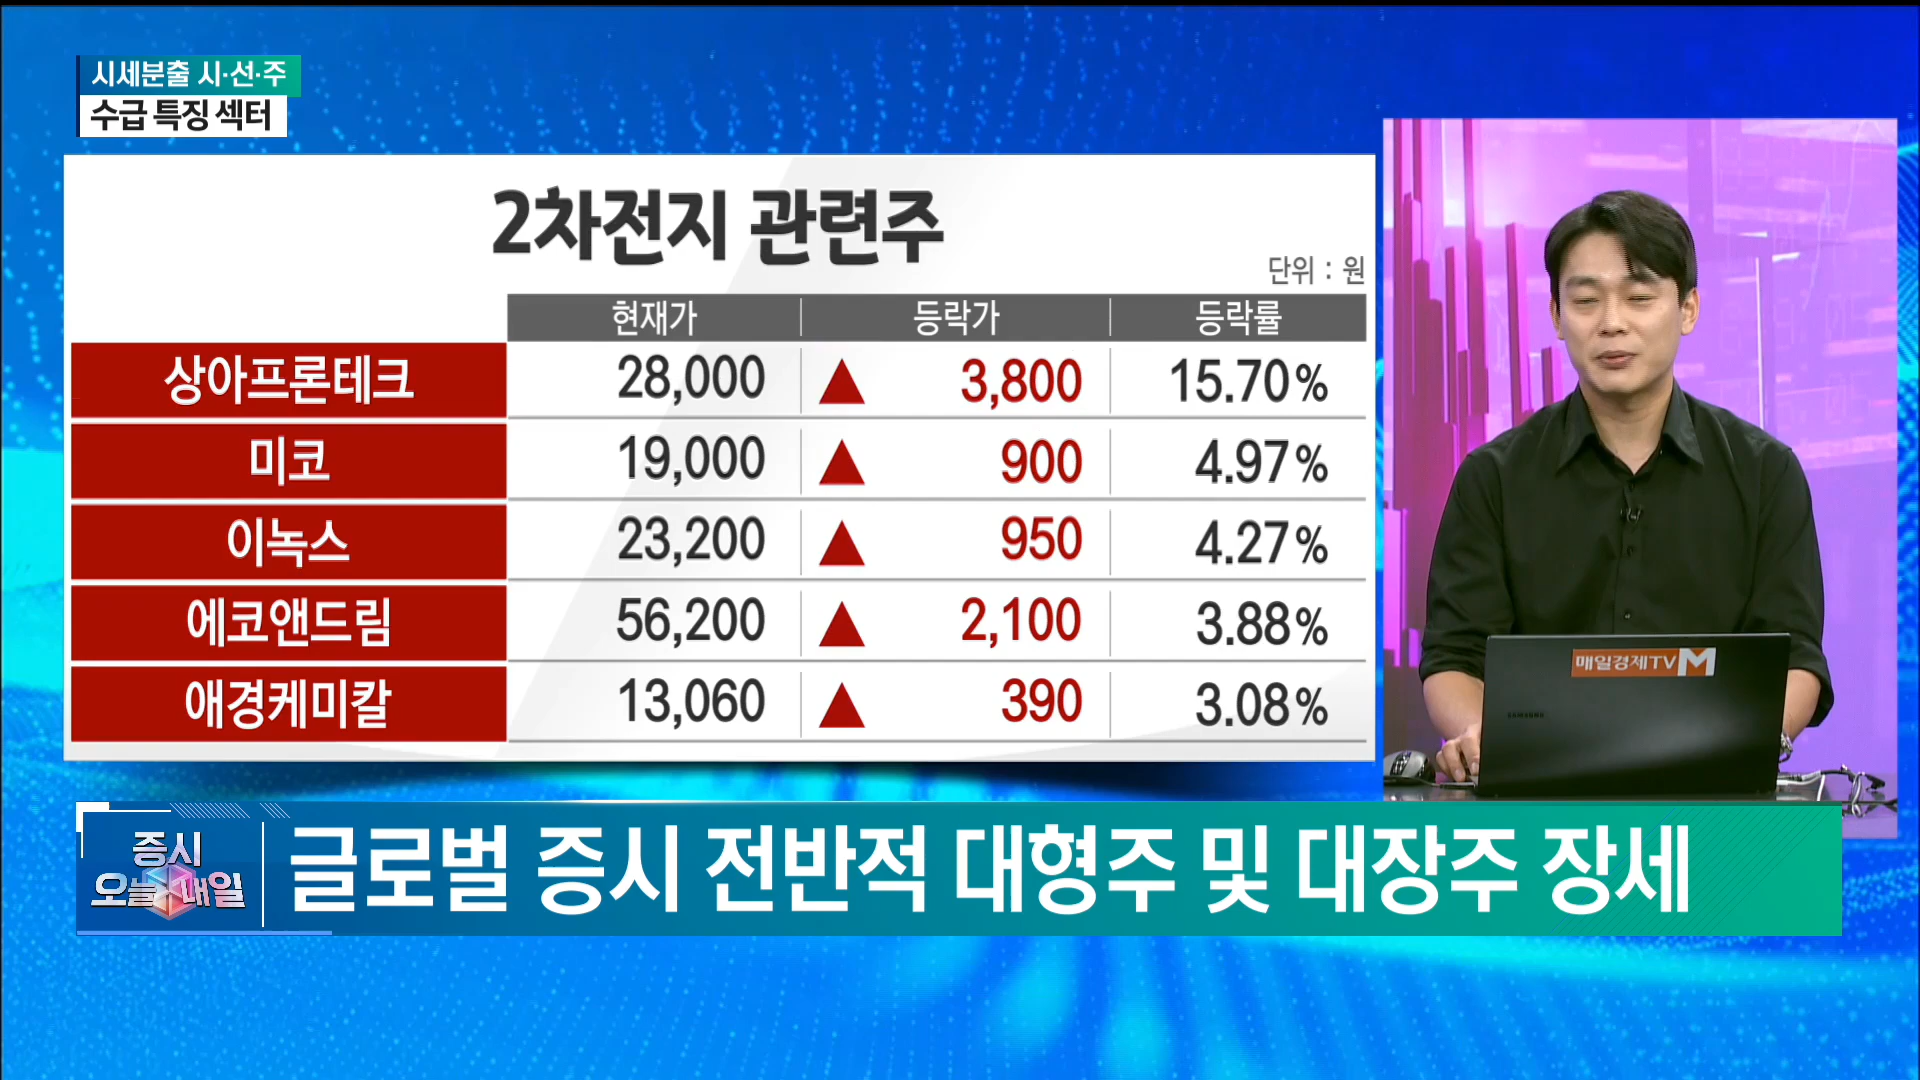 시세분출 시·선·주
수급 특징 섹터
2차전지 관련주
단위 : 원
현재가 등락가 등락률
상아프론테크 28,000 ▲ 3,800 15.70%
미코 19,000 ▲ 900 4.97%
이녹스 23,200 ▲ 950 4.27%
에코앤드림 56,200 ▲ 2,100 3.88%
애경케미칼 13,060 ▲ 390 3.08%
매일경제TV M
SAMSUNG
증시
오늘 매일
글로벌 증시 전반적 대형주 및 대장주 장세